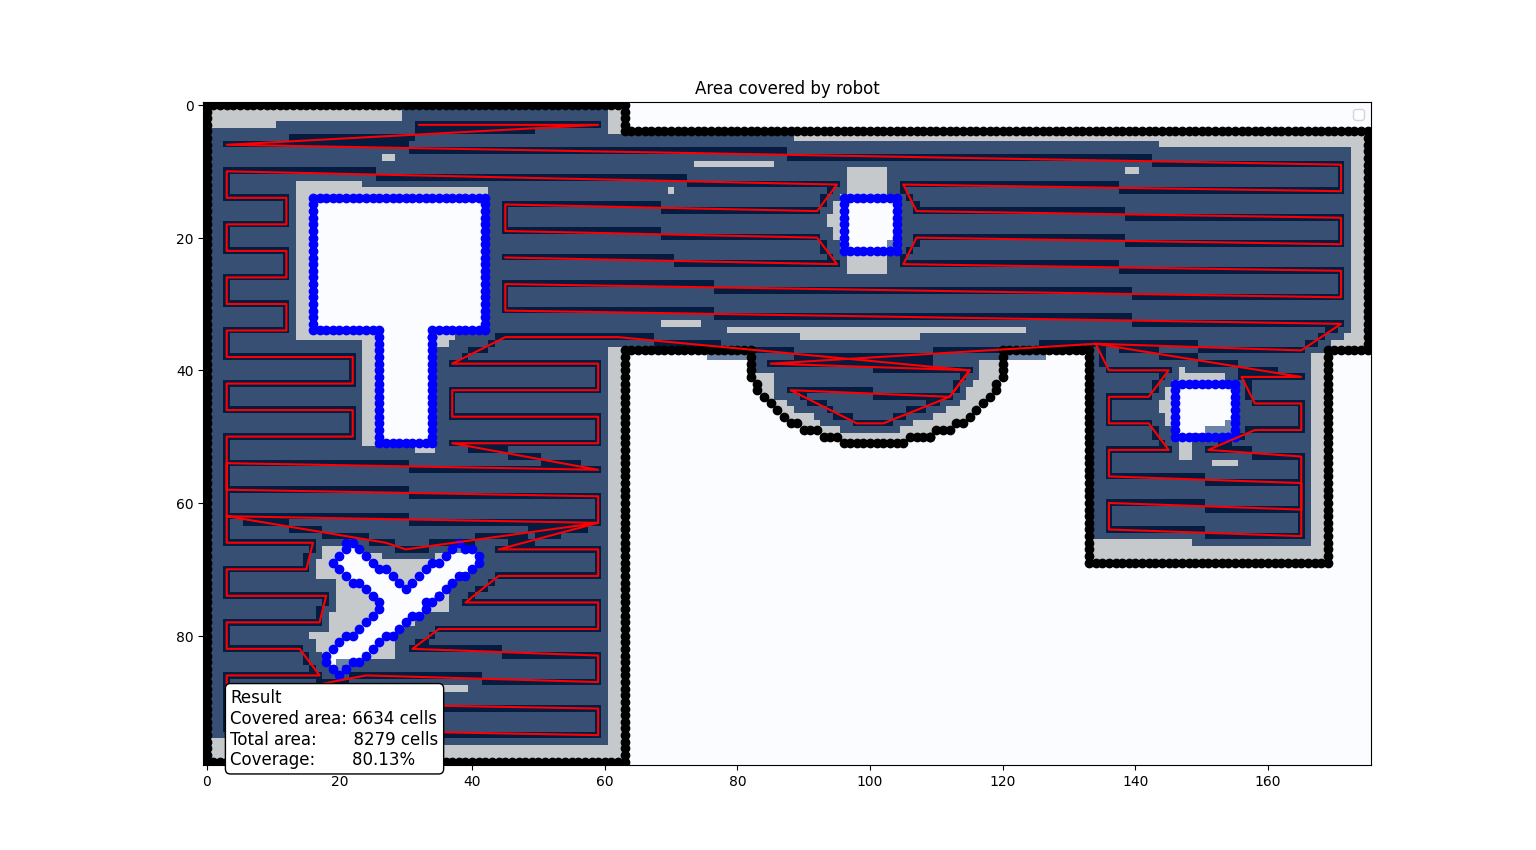 Area covered by robot
0
20
40
60
80
Result
Covered area: 6634 cells
Total area: 8279 cells
Coverage: 80.13%
0 20 40 60 80 100 120 140 160